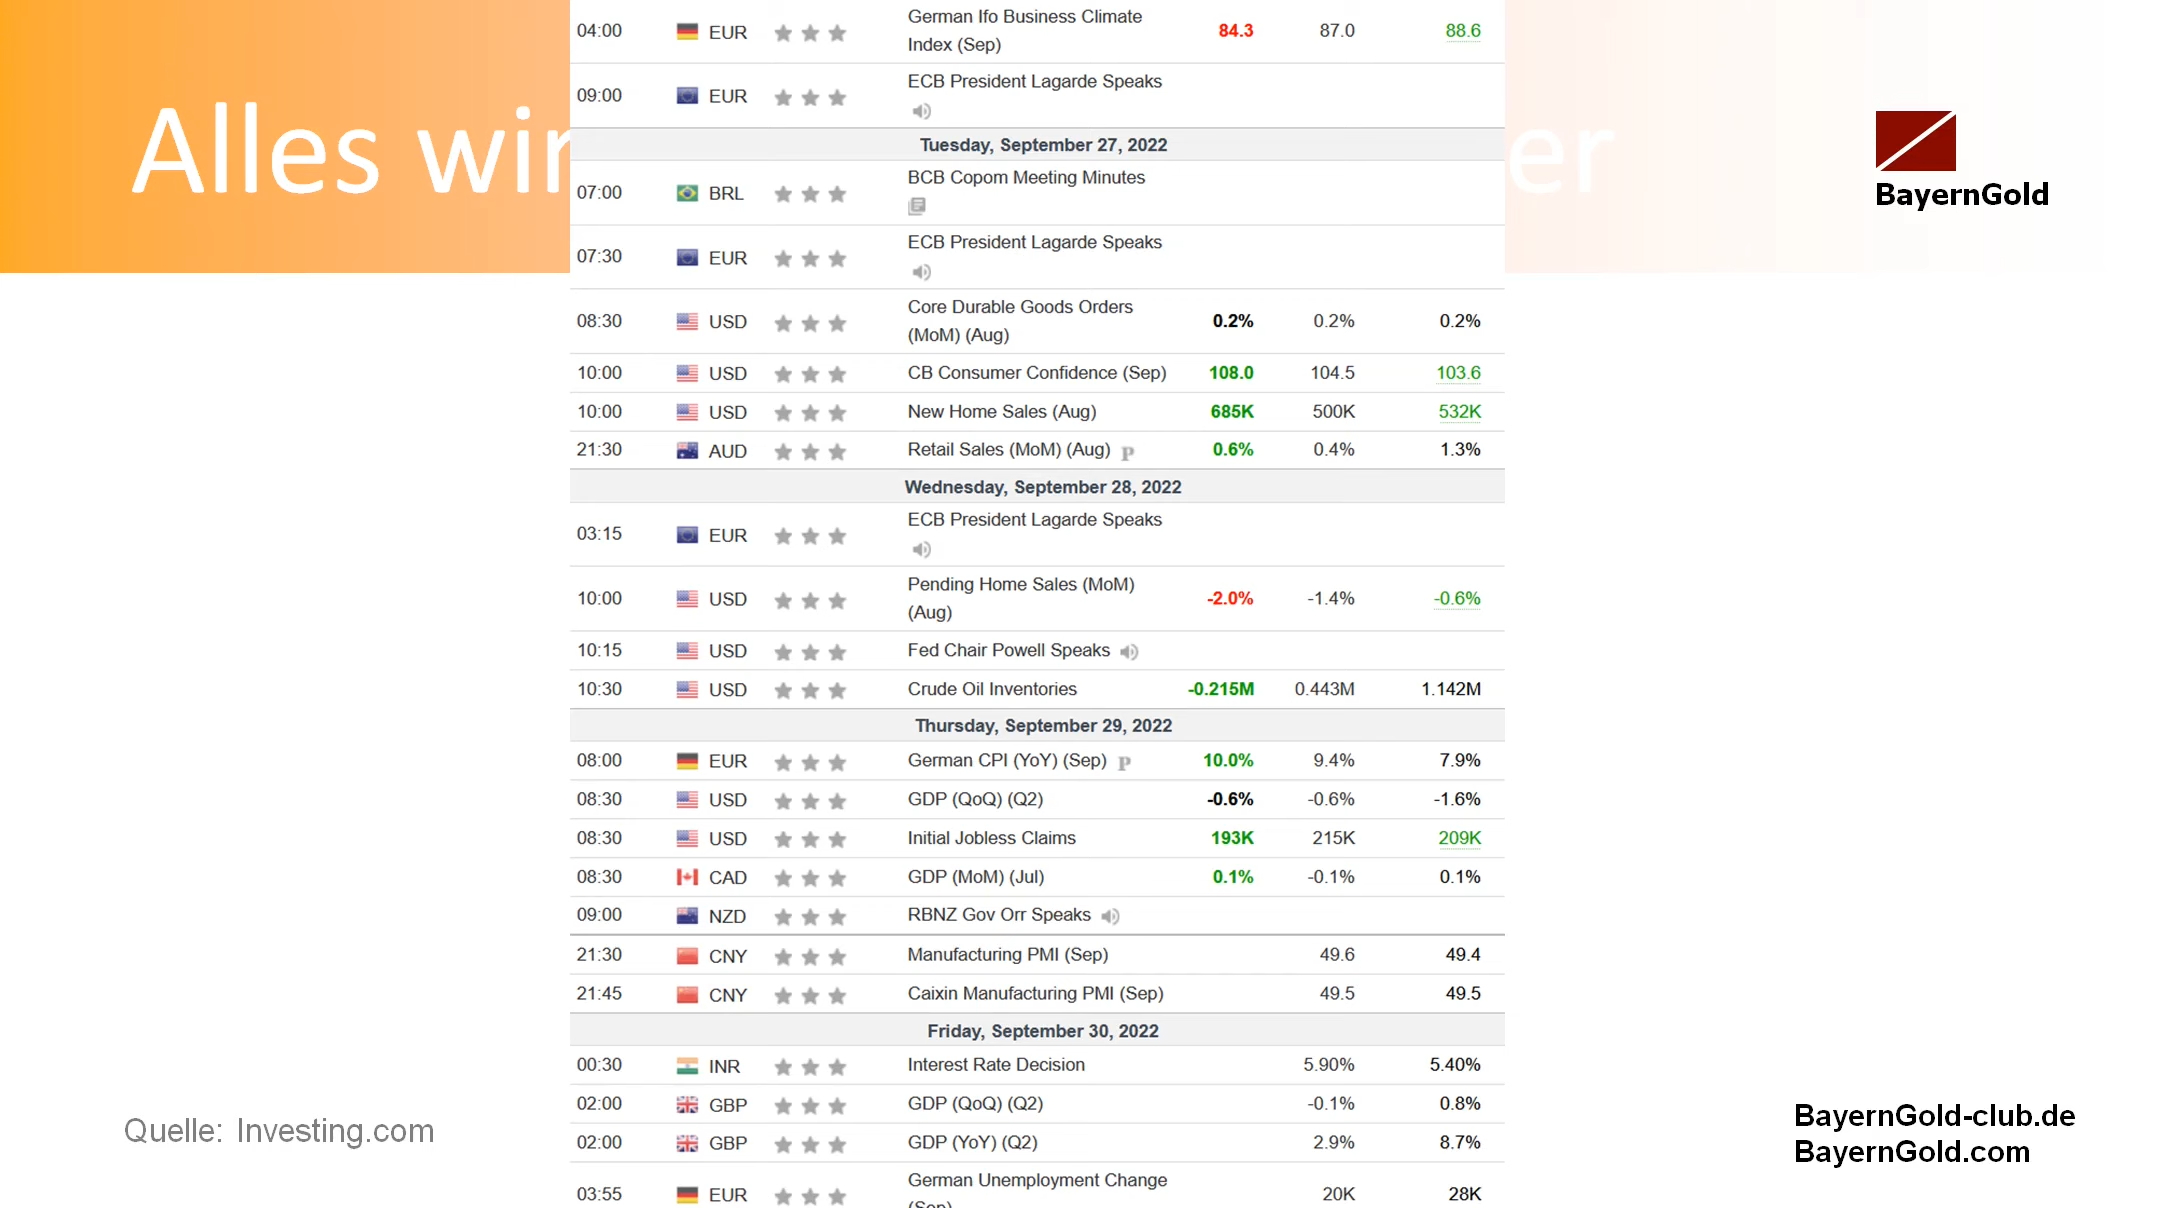 04:00 EUR German Ifo Business Climate Index (Sep) 84.3 87.0 88.6
09:00 EUR ECB President Lagarde Speaks
Alles
BayernGold
Tuesday, September 27, 2022
07:00 BRL BCB Copom Meeting Minutes
07:30 EUR ECB President Lagarde Speaks
08:30 USD Core Durable Goods Orders (MoM) (Aug) 0.2% 0.2% 0.2%
10:00 USD CB Consumer Confidence (Sep) 108.0 104.5 103.6
10:00 USD New Home Sales (Aug) 685K 500K 532K
21:30 AUD Retail Sales (MoM) (Aug) P 0.6% 0.4% 1.3%
Wednesday, September 28, 2022
03:15 EUR ECB President Lagarde Speaks
10:00 USD Pending Home Sales (MoM) (Aug) -2.0% -1.4% -0.6%
10:15 USD Fed Chair Powell Speaks
10:30 USD Crude Oil Inventories -0.215M 0.443M 1.142M
Thursday, September 29, 2022
08:00 EUR German CPI (YoY) (Sep) P 10.0% 9.4% 7.9%
08:30 USD GDP (QoQ) (Q2) -0.6% -0.6% -1.6%
08:30 USD Initial Jobless Claims 193K 215K 209K
08:30 CAD GDP (MoM) (Jul) 0.1% -0.1% 0.1%
09:00 NZD RBNZ Gov Orr Speaks
21:30 CNY Manufacturing PMI (Sep) 49.6 49.4
21:45 CNY Caixin Manufacturing PMI (Sep) 49.5 49.5
Friday, September 30, 2022
00:30 INR Interest Rate Decision 5.90% 5.40%
02:00 GBP GDP (QoQ) (Q2) -0.1% 0.8%
02:00 GBP GDP (YoY) (Q2) 2.9% 8.7%
03:55 EUR German Unemployment Change (Sep) 20K 28K
Quelle: Investing.com
BayernGold-club.de
BayernGold.com